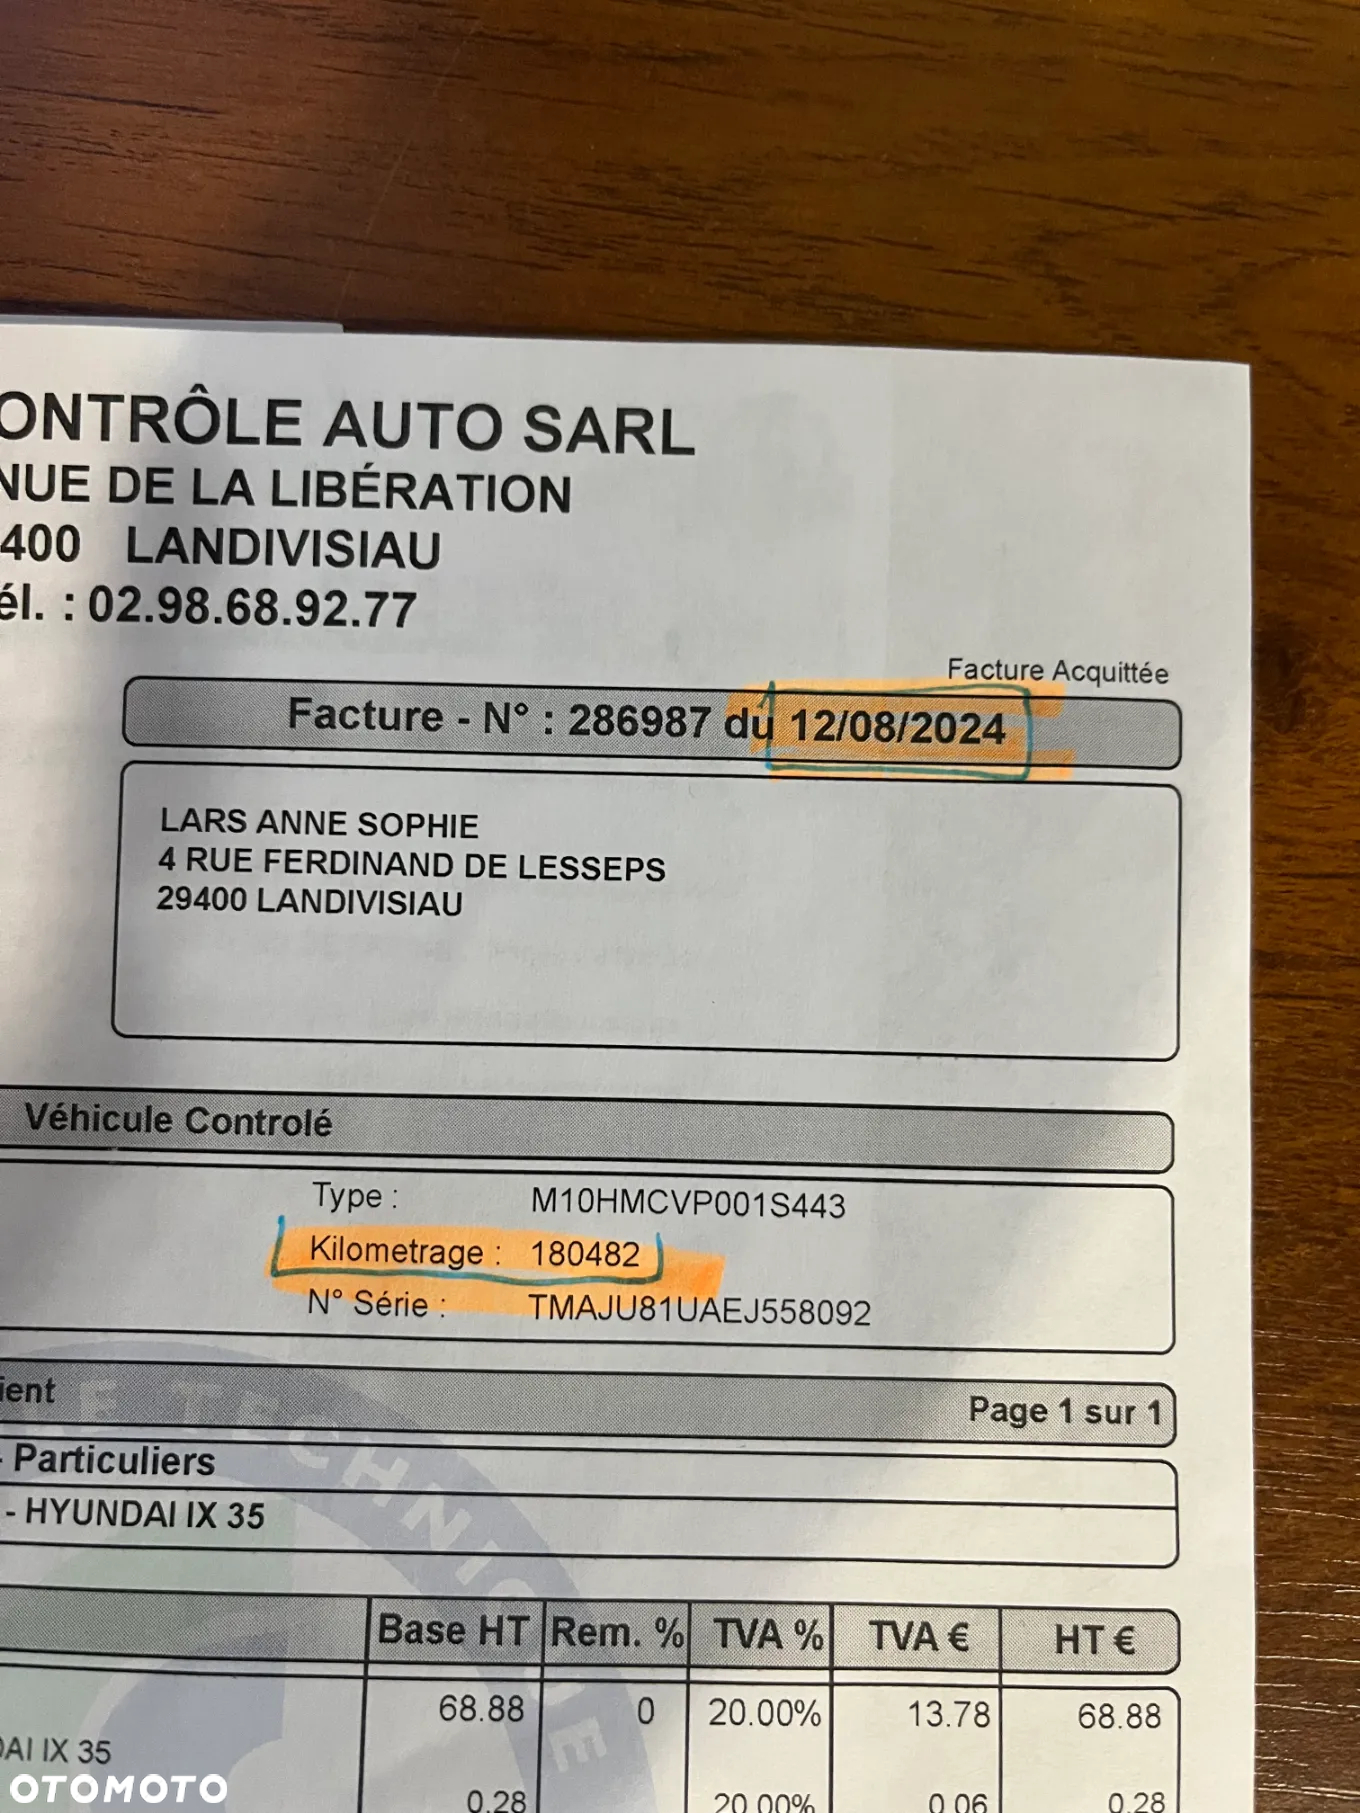 ONTRÔLE AUTO SARL
NUE DE LA LIBÉRATION
400 LANDIVISIAU
él. : 02.98.68.92.77
Facture Acquittée
Facture - N° : 286987 du 12/08/2024
LARS ANNE SOPHIE
4 RUE FERDINAND DE LESSEPS
29400 LANDIVISIAU
Véhicule Controlé
Type : M10HMCVP001S443
Kilometrage : 180482
N° Série : TMAJU81UAEJ558092
ient Page 1 sur 1
- Particuliers
- HYUNDAI IX 35
Base HT Rem. % TVA % TVA € HT €
68.88 0 20.00% 13.78 68.88
DAI IX 35
0.28 20.00% 0.06 0.28
LE TECHNIQUE
OTOMOTO